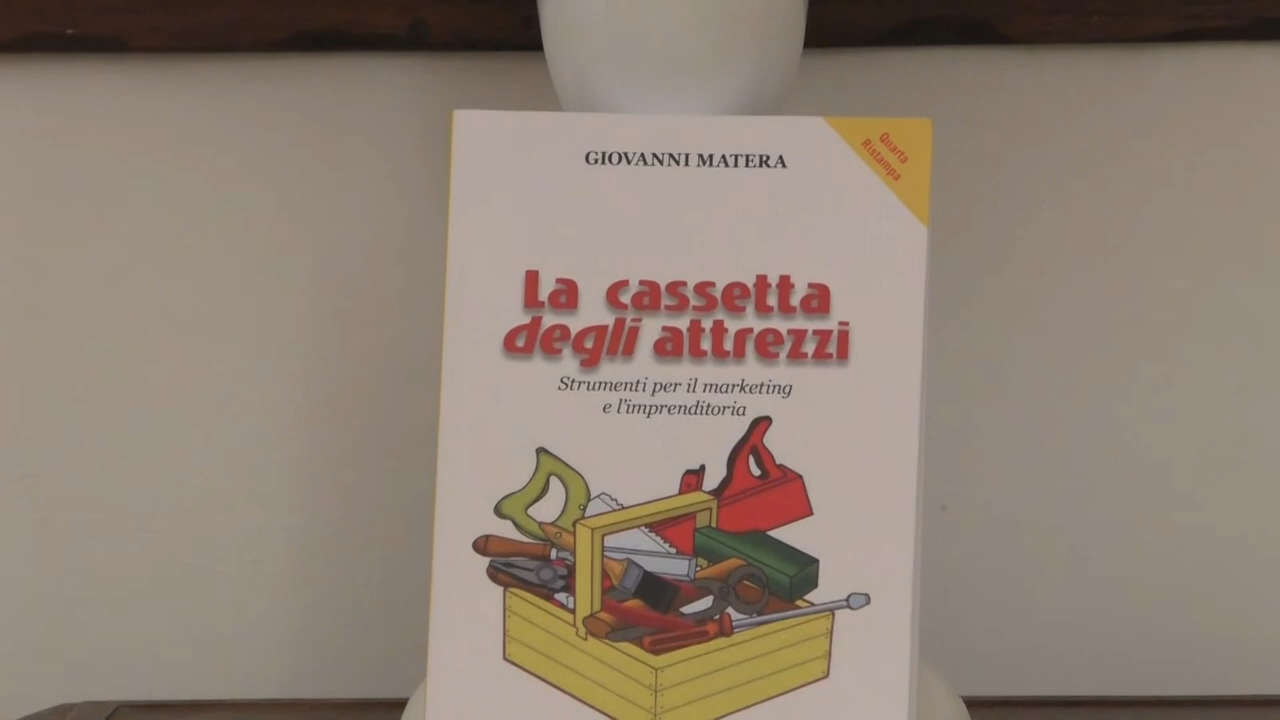 GIOVANNI MATERA
Quarta
Ristampa
La cassetta
degli attrezzi
Strumenti per il marketing
e l'imprenditoria